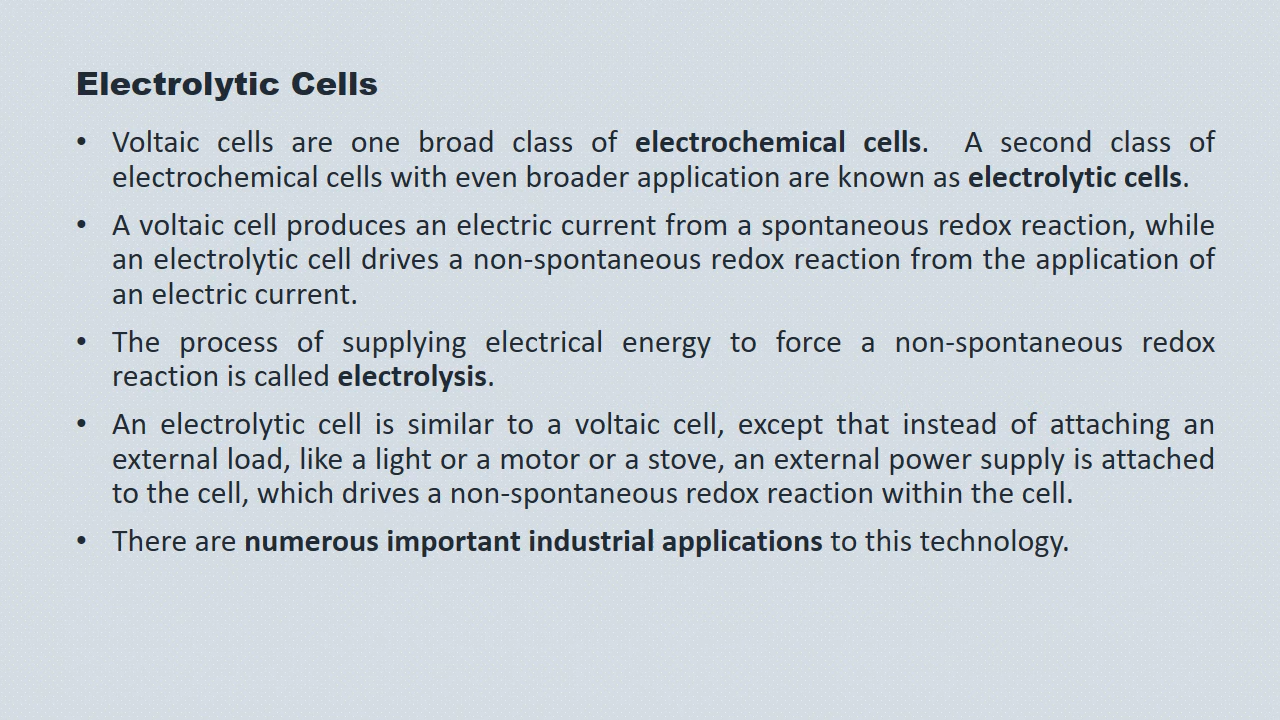 Electrolytic Cells
• Voltaic cells are one broad class of electrochemical cells.  A second class of
electrochemical cells with even broader application are known as electrolytic cells.
• A voltaic cell produces an electric current from a spontaneous redox reaction, while
an electrolytic cell drives a non-spontaneous redox reaction from the application of
an electric current.
• The process of supplying electrical energy to force a non-spontaneous redox
reaction is called electrolysis.
• An electrolytic cell is similar to a voltaic cell, except that instead of attaching an
external load, like a light or a motor or a stove, an external power supply is attached
to the cell, which drives a non-spontaneous redox reaction within the cell.
• There are numerous important industrial applications to this technology.